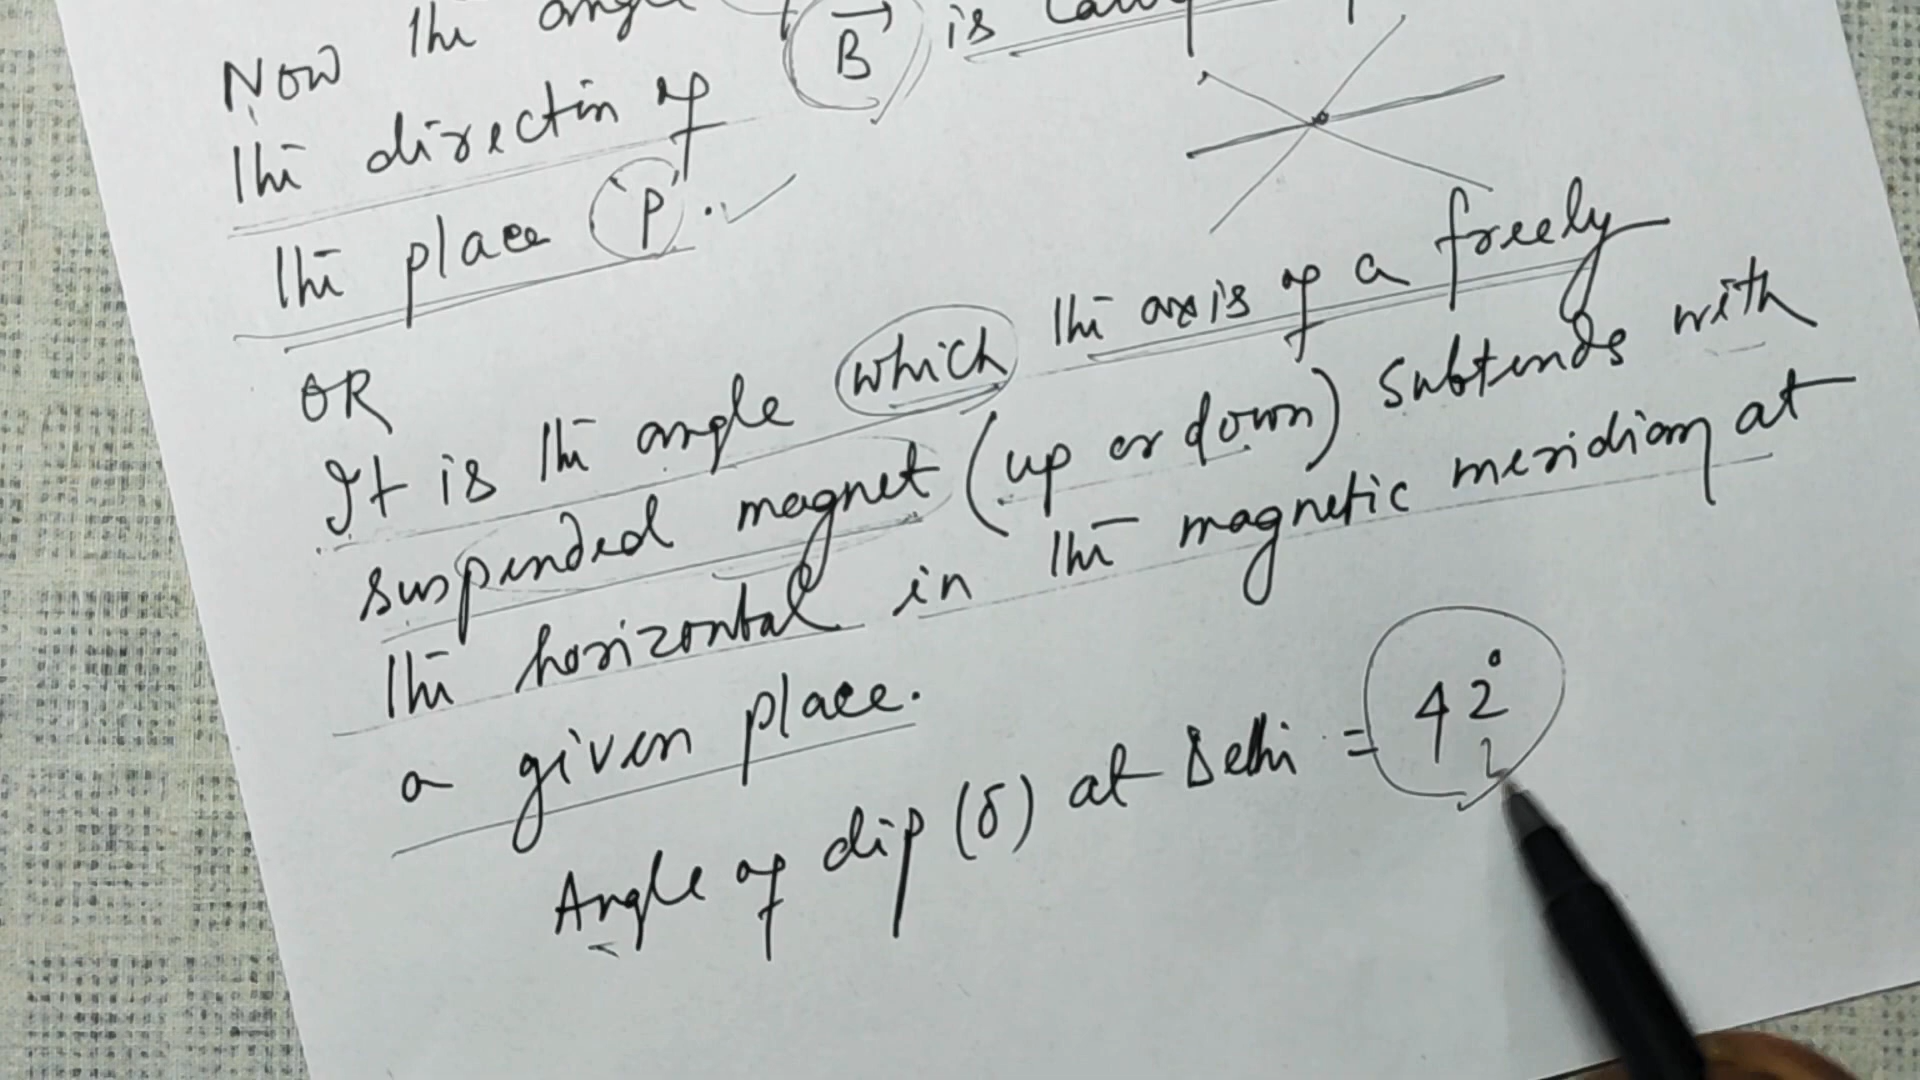 Now the angle B is
the direction of
the place 'P'.
OR
It is the angle which the axis of a freely
suspended magnet (up or down) subtends with
the horizontal in the magnetic meridian at
a given place.
Angle of dip (δ) at Delhi = 42°